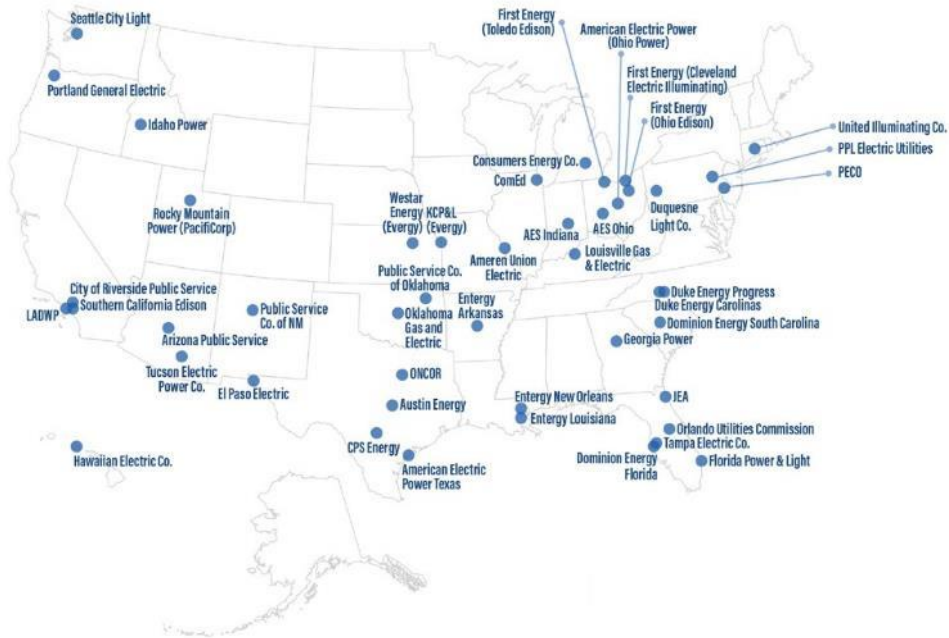 Seattle City Light
Portland General Electric
Idaho Power
Rocky Mountain
Power (PacifiCorp)
City of Riverside Public Service
Southern California Edison
LADWP
Arizona Public Service
Tucson Electric
Power Co.
Public Service
Co. of NM
El Paso Electric
Hawaiian Electric Co.
Westar
Energy
(Evergy)
KCP&L
(Evergy)
Public Service Co.
of Oklahoma
Oklahoma
Gas and
Electric
Entergy
Arkansas
ONCOR
Austin Energy
CPS Energy
American Electric
Power Texas
Entergy New Orleans
Entergy Louisiana
Consumers Energy Co.
ComEd
AES Indiana
Ameren Union
Electric
Louisville Gas
& Electric
AES Ohio
First Energy
(Toledo Edison)
American Electric Power
(Ohio Power)
First Energy (Cleveland
Electric Illuminating)
First Energy
(Ohio Edison)
Duquesne
Light Co.
United Illuminating Co.
PPL Electric Utilities
PECO
Duke Energy Progress
Duke Energy Carolinas
Dominion Energy South Carolina
Georgia Power
JEA
Orlando Utilities Commission
Tampa Electric Co.
Dominion Energy
Florida
Florida Power & Light